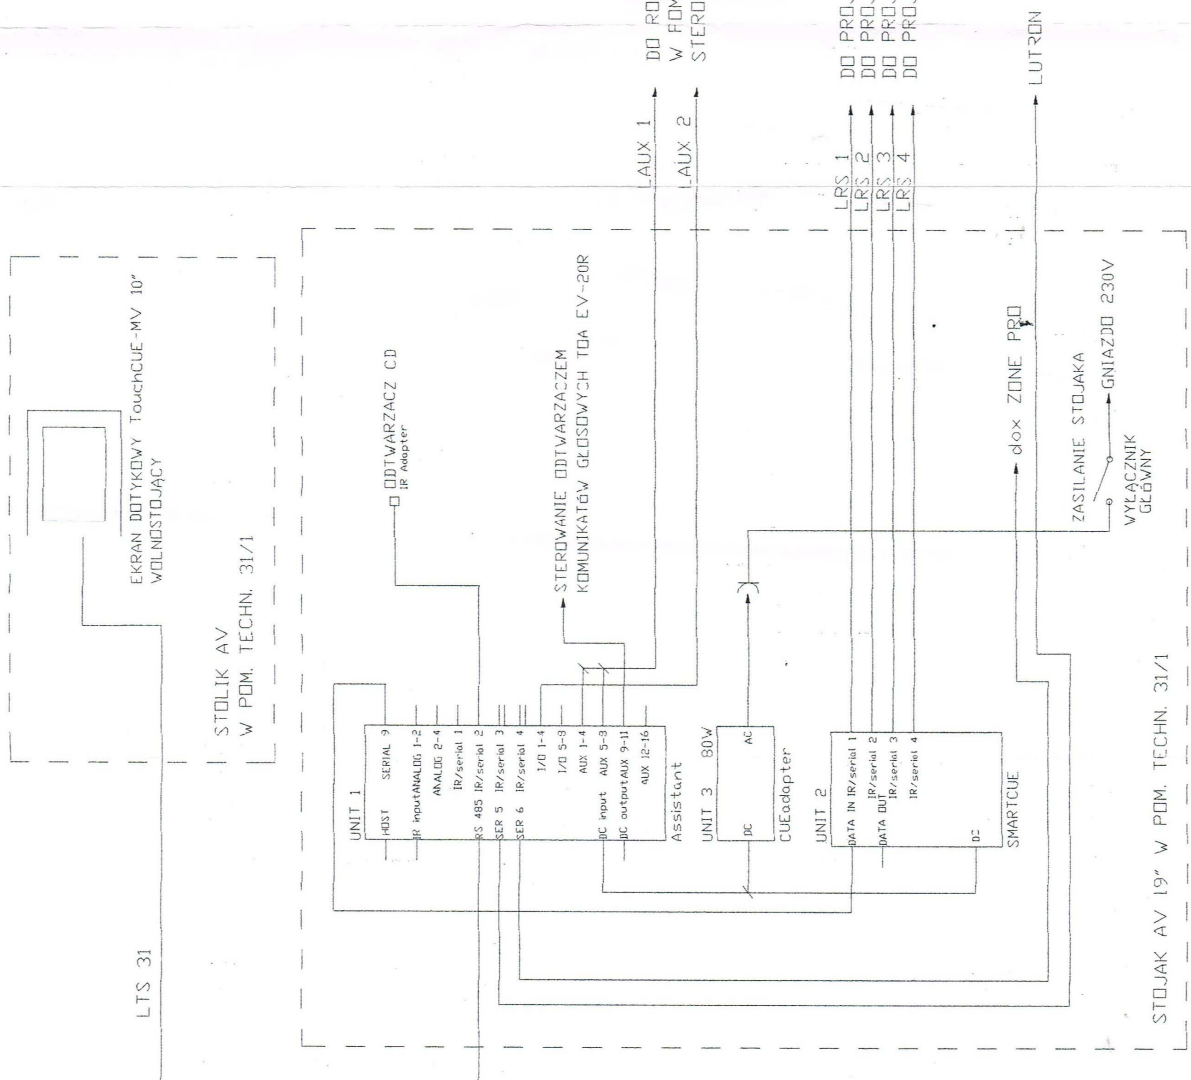 LTS 31
EKRAN DOTYKOWY TouchCUE-MV 10"
WOLNOSTOJĄCY
STOLIK AV
W POM. TECHN. 31/1
UNIT 1
HOST SERIAL 9
IR input ANALOG 1-2
ANALOG 2-4
IR/serial 1
RS 485 IR/serial 2
SER 5 IR/serial 3
SER 6 IR/serial 4
I/O 1-4
I/O 5-8
AUX 1-4
DC input AUX 5-8
DC output AUX 9-11
AUX 12-16
Assistant
ODTWARZACZ CD
IR Adapter
STEROWANIE ODTWARZACZEM
KOMUNIKATÓW GŁOSOWYCH TOA EV-20R
LAUX 1
LAUX 2
DO RO
W POM
STERO
UNIT 3 80W
DC AC
CUEadapter
UNIT 2
DATA IN IR/serial 1
IR/serial 2
DATA OUT
IR/serial 3
IR/serial 4
DC
SMARTCUE
LRS 1
LRS 2
LRS 3
LRS 4
DO PROJ
DO PROJ
DO PROJ
DO PROJ
LUTRON
dox ZONE PRO
ZASILANIE STOJAKA
GNIAZDO 230V
WYŁĄCZNIK
GŁÓWNY
STOJAK AV 19" W POM. TECHN. 31/1